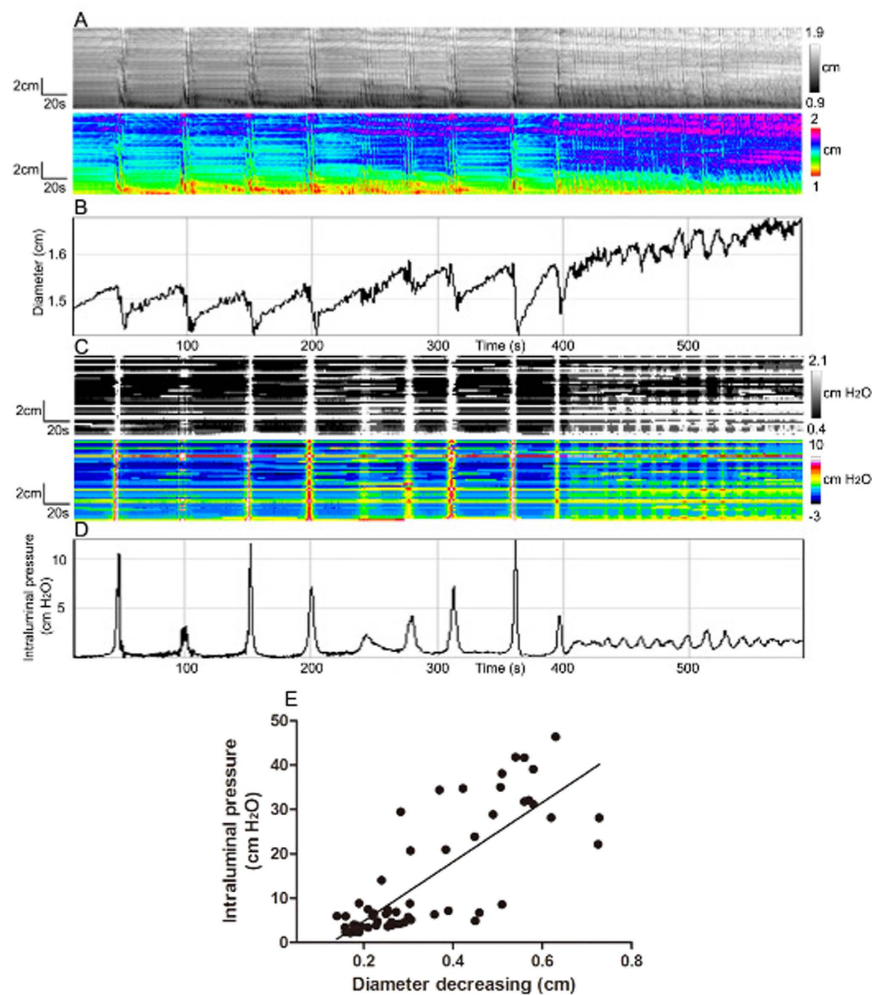 A
1.9
cm
0.9
2cm
20s
2
cm
1
2cm
20s
B
Diameter (cm)
1.6
1.5
100
200
300
Time (s)
400
500
C
2.1
cm H₂O
0.4
2cm
20s
10
cm H₂O
-3
2cm
20s
D
Intraluminal pressure
(cm H₂O)
10
5
100
200
300
Time (s)
400
500
E
Intraluminal pressure
(cm H₂O)
50
40
30
20
10
0
0.2
0.4
0.6
0.8
Diameter decreasing (cm)